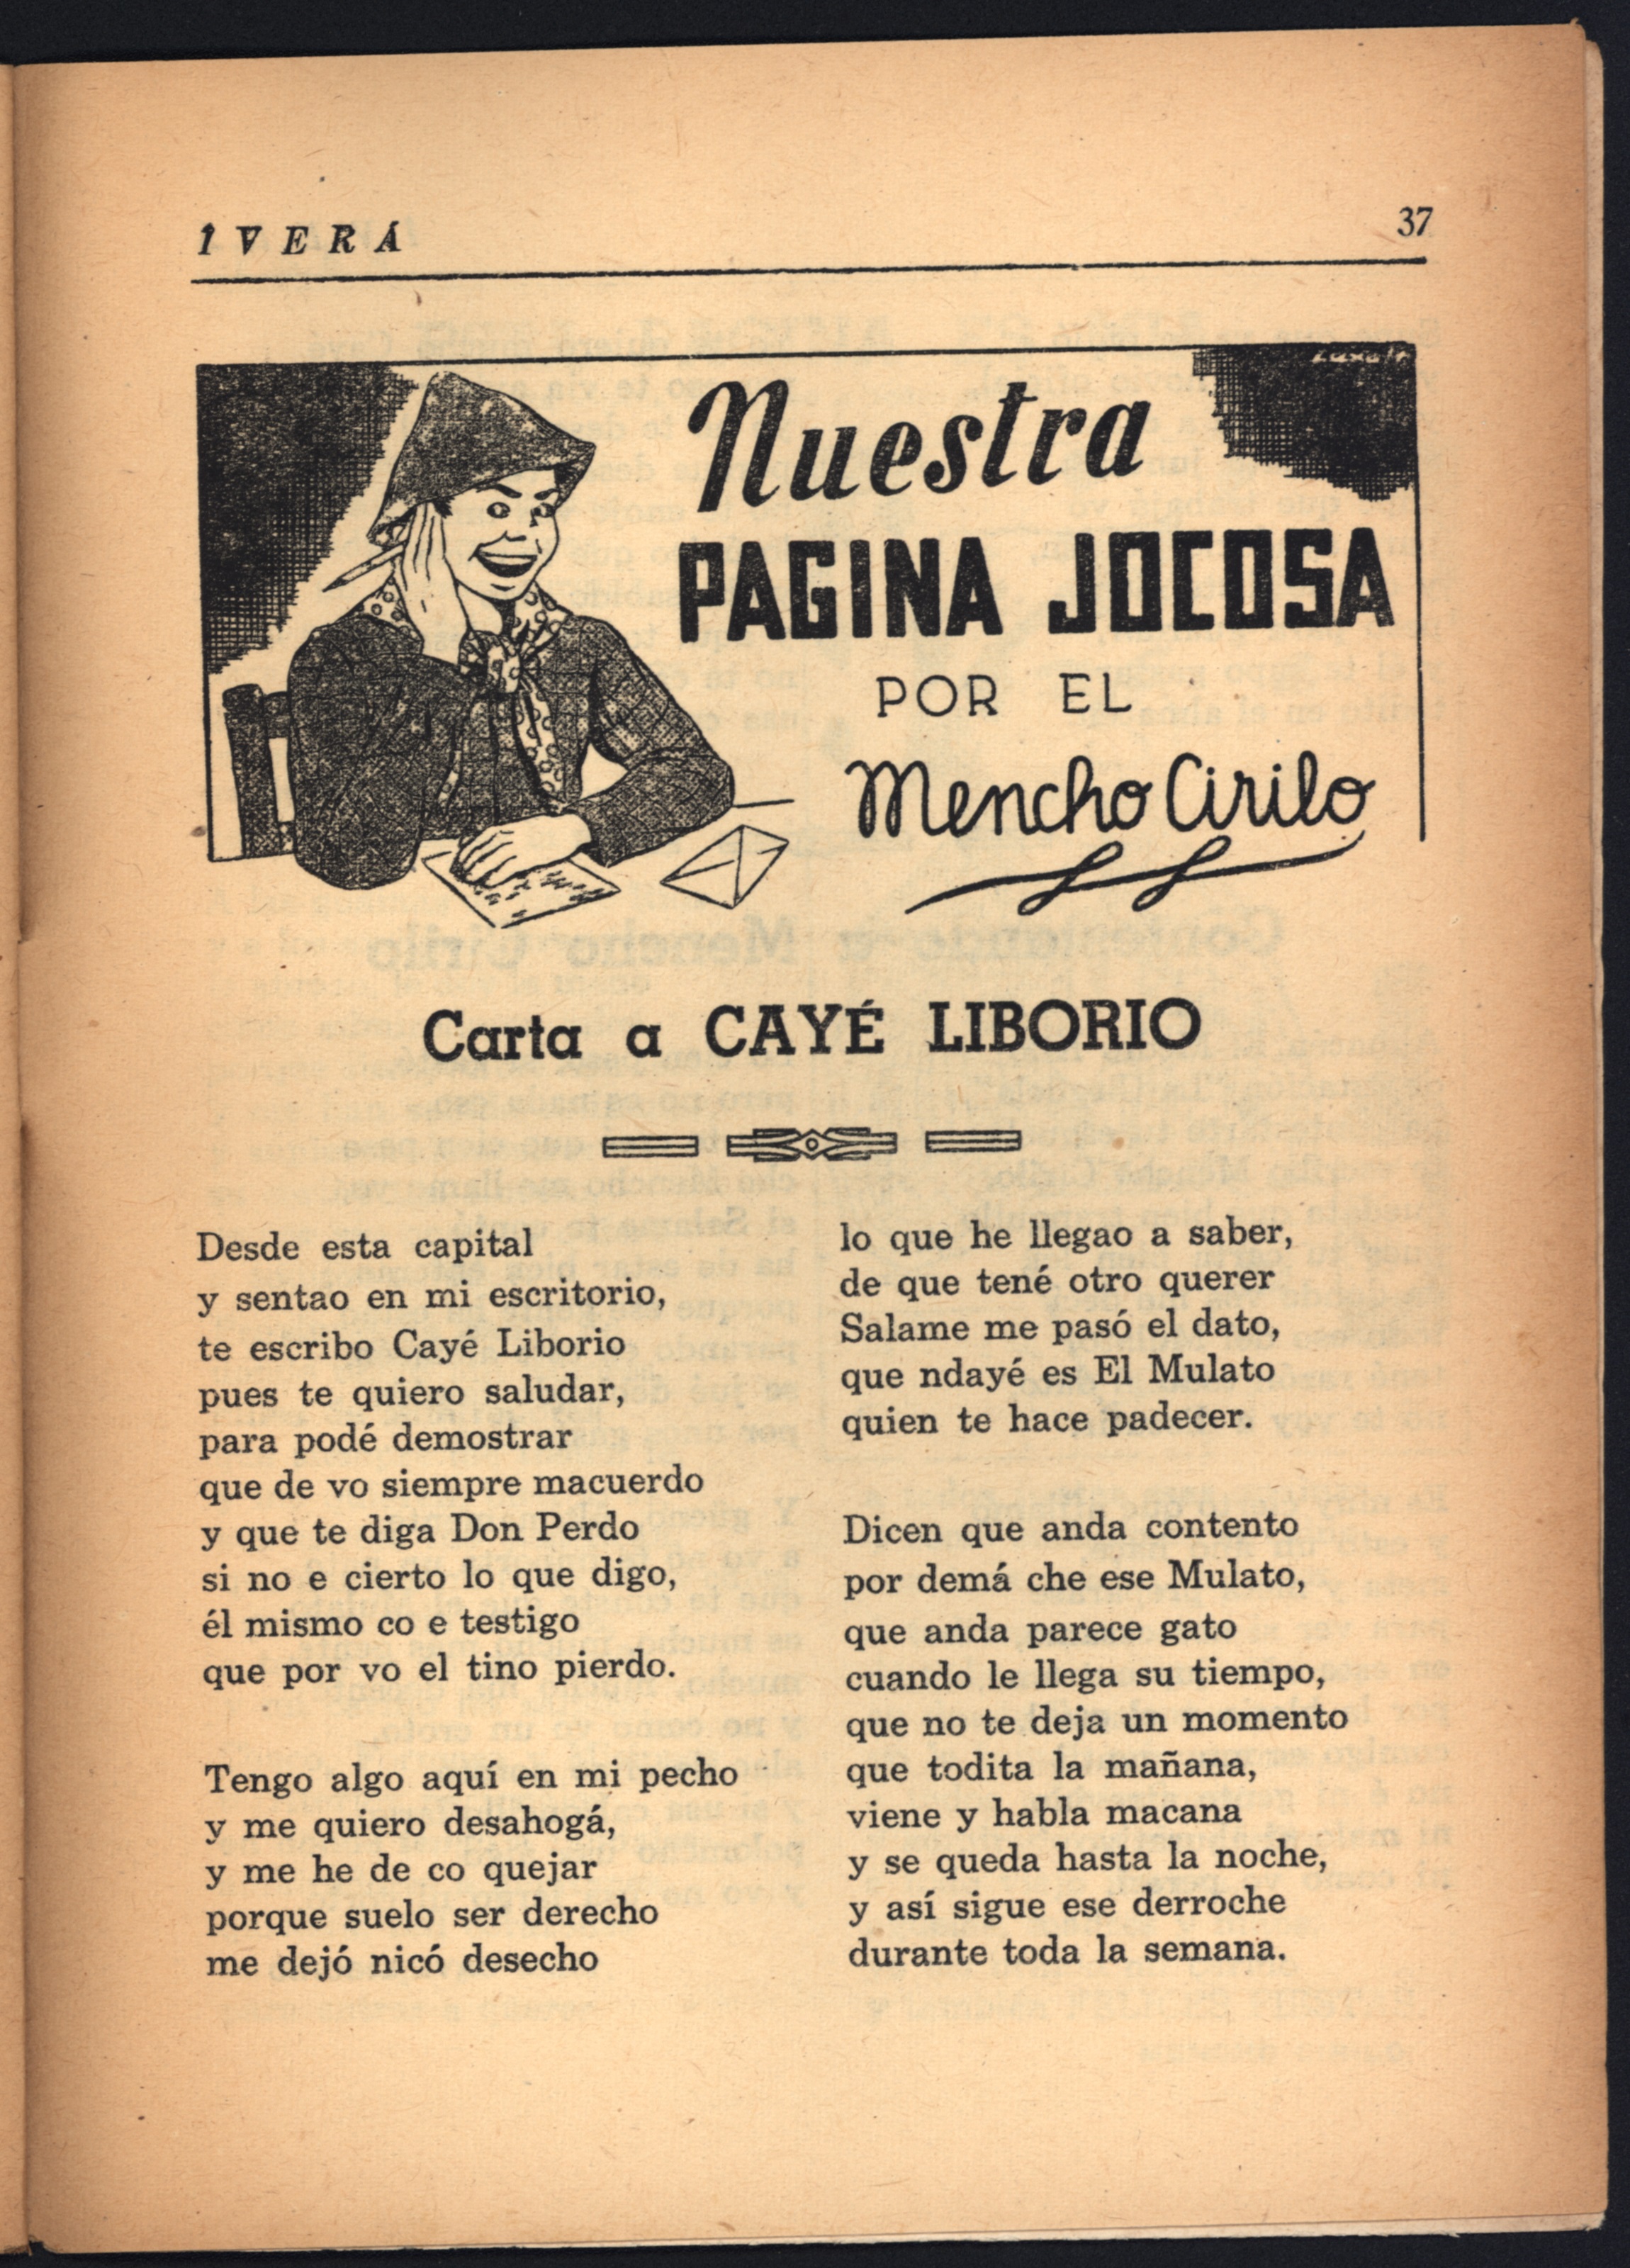 IVERÁ
37
Nuestra
PAGINA JOCOSA
POR EL
Mencho Cirilo
Carta a CAYÉ LIBORIO
Desde esta capital
y sentao en mi escritorio,
te escribo Cayé Liborio
pues te quiero saludar,
para podé demostrar
que de vo siempre macuerdo
y que te diga Don Perdo
si no e cierto lo que digo,
él mismo co e testigo
que por vo el tino pierdo.
Tengo algo aquí en mi pecho
y me quiero desahogá,
y me he de co quejar
porque suelo ser derecho
me dejó nicó desecho
lo que he llegao a saber,
de que tené otro querer
Salame me pasó el dato,
que ndayé es El Mulato
quien te hace padecer.
Dicen que anda contento
por demá che ese Mulato,
que anda parece gato
cuando le llega su tiempo,
que no te deja un momento
que todita la mañana,
viene y habla macana
y se queda hasta la noche,
y así sigue ese derroche
durante toda la semana.